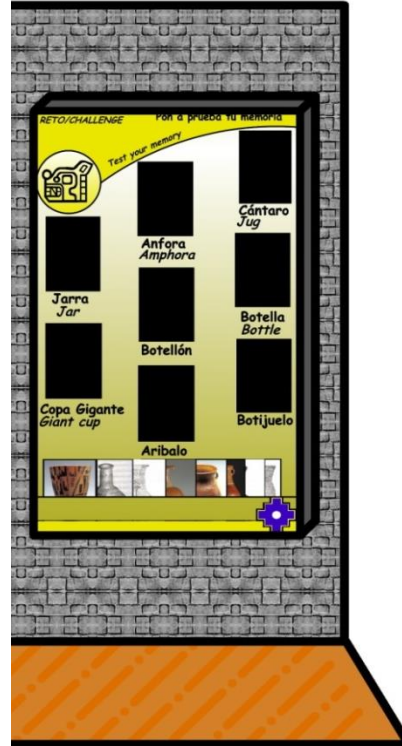 RETO/CHALLENGE
Pon a prueba tu memoria
Test your memory
Cántaro
Jug
Anfora
Amphora
Jarra
Jar
Botella
Bottle
Botellón
Copa Gigante
Giant cup
Botijuelo
Aribalo